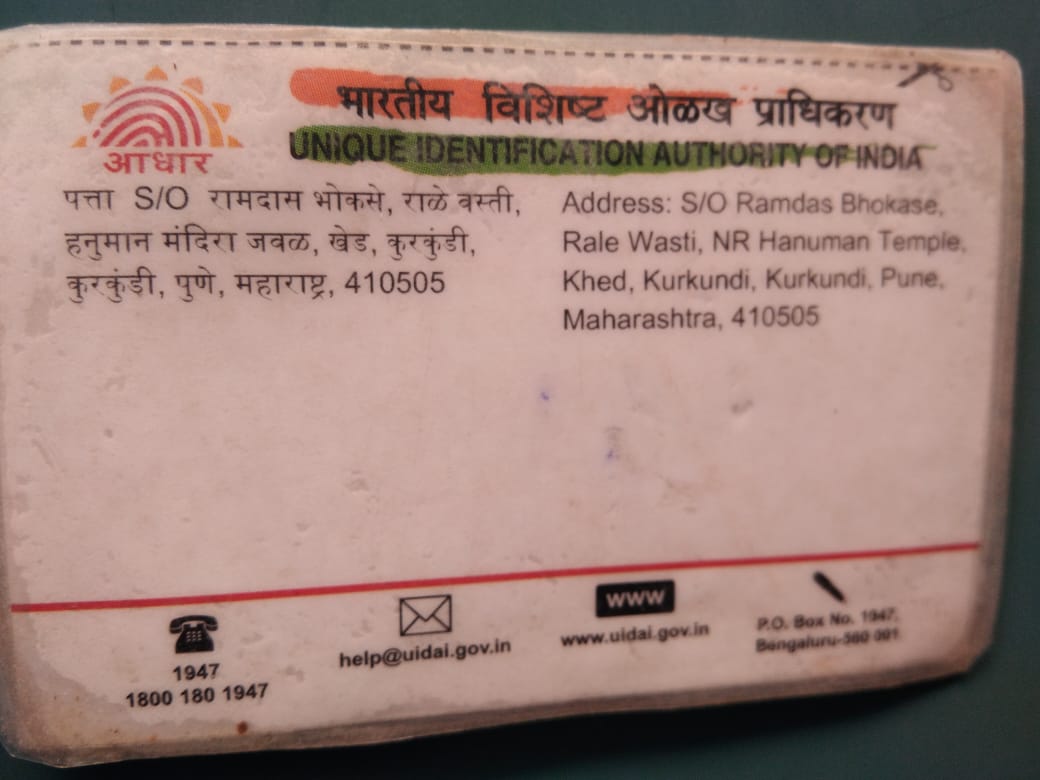 भारतीय विशिष्ट ओळख प्राधिकरण
UNIQUE IDENTIFICATION AUTHORITY OF INDIA
आधार
पत्ता S/O रामदास भोकसे, राळे वस्ती,
हनुमान मंदिरा जवळ, खेड, कुरकुंडी,
कुरकुंडी, पुणे, महाराष्ट्र, 410505
Address: S/O Ramdas Bhokase,
Rale Wasti, NR Hanuman Temple,
Khed, Kurkundi, Kurkundi, Pune,
Maharashtra, 410505
1947
1800 180 1947
help@uidai.gov.in
www
www.uidai.gov.in
P.O. Box No. 1947,
Bengaluru-560 001